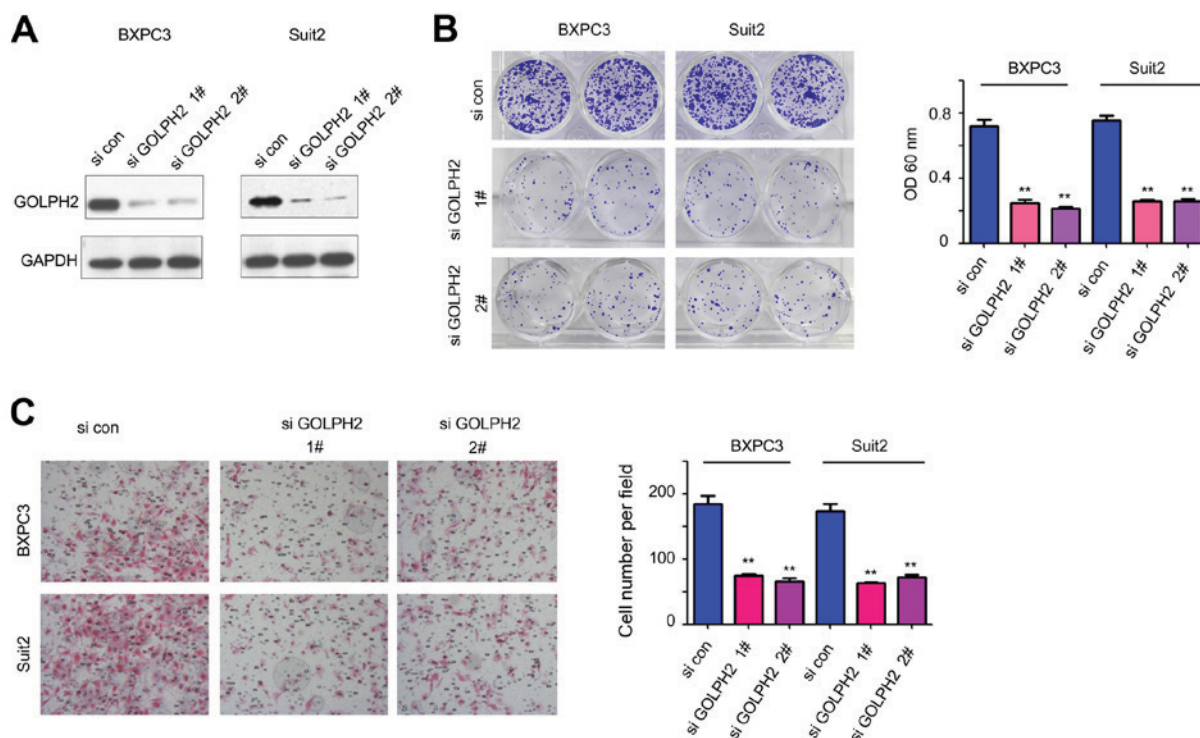 A
BXPC3
Suit2
si con
si GOLPH2 1#
si GOLPH2 2#
si con
si GOLPH2 1#
si GOLPH2 2#
GOLPH2
GAPDH
B
BXPC3
Suit2
si con
si GOLPH2
1#
si GOLPH2
2#
BXPC3
Suit2
OD 60 nm
0.8
0.4
0
**
**
**
**
si con
si GOLPH2 1#
si GOLPH2 2#
si con
si GOLPH2 1#
si GOLPH2 2#
C
si con
si GOLPH2
1#
si GOLPH2
2#
BXPC3
Suit2
BXPC3
Suit2
Cell number per field
200
100
50
0
**
**
**
**
si con
si GOLPH2 1#
si GOLPH2 2#
si con
si GOLPH2 1#
si GOLPH2 2#